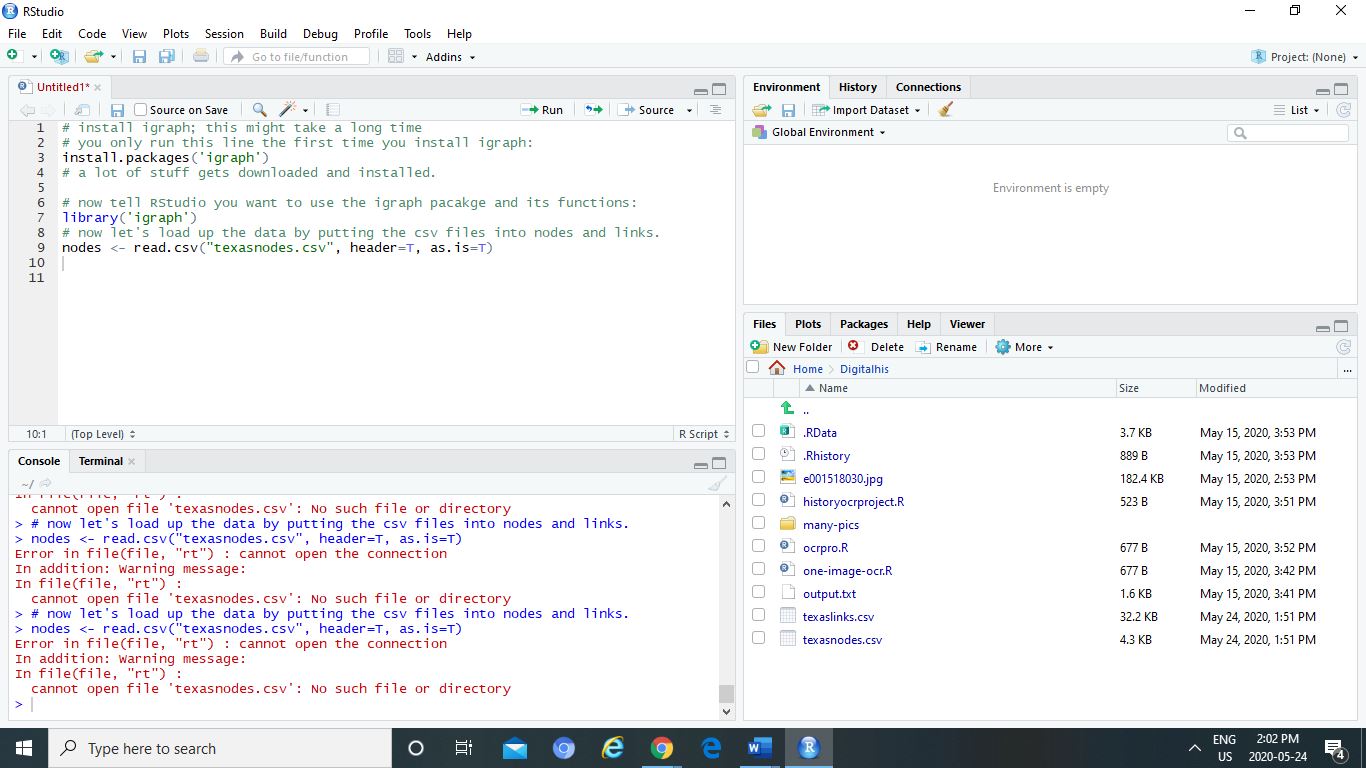 RStudio
File Edit Code View Plots Session Build Debug Profile Tools Help
Go to file/function Addins Project: (None)
Untitled1*
Source on Save Run Source
1 # install igraph; this might take a long time
2 # you only run this line the first time you install igraph:
3 install.packages('igraph')
4 # a lot of stuff gets downloaded and installed.
5
6 # now tell RStudio you want to use the igraph pacakge and its functions:
7 library('igraph')
8 # now let's load up the data by putting the csv files into nodes and links.
9 nodes <- read.csv("texasnodes.csv", header=T, as.is=T)
10
11
10:1 (Top Level) R Script
Console Terminal
~/
In file(file, "rt") :
cannot open file 'texasnodes.csv': No such file or directory
> # now let's load up the data by putting the csv files into nodes and links.
> nodes <- read.csv("texasnodes.csv", header=T, as.is=T)
Error in file(file, "rt") : cannot open the connection
In addition: Warning message:
In file(file, "rt") :
cannot open file 'texasnodes.csv': No such file or directory
> # now let's load up the data by putting the csv files into nodes and links.
> nodes <- read.csv("texasnodes.csv", header=T, as.is=T)
Error in file(file, "rt") : cannot open the connection
In addition: Warning message:
In file(file, "rt") :
cannot open file 'texasnodes.csv': No such file or directory
>
Environment History Connections
Import Dataset List
Global Environment
Environment is empty
Files Plots Packages Help Viewer
New Folder Delete Rename More
Home Digitalhis ...
Name Size Modified
..
.RData 3.7 KB May 15, 2020, 3:53 PM
.Rhistory 889 B May 15, 2020, 3:53 PM
e001518030.jpg 182.4 KB May 15, 2020, 2:53 PM
historyocrproject.R 523 B May 15, 2020, 3:51 PM
many-pics
ocrpro.R 677 B May 15, 2020, 3:52 PM
one-image-ocr.R 677 B May 15, 2020, 3:42 PM
output.txt 1.6 KB May 15, 2020, 3:41 PM
texaslinks.csv 32.2 KB May 24, 2020, 1:51 PM
texasnodes.csv 4.3 KB May 24, 2020, 1:51 PM
Type here to search
ENG 2:02 PM
US 2020-05-24 4